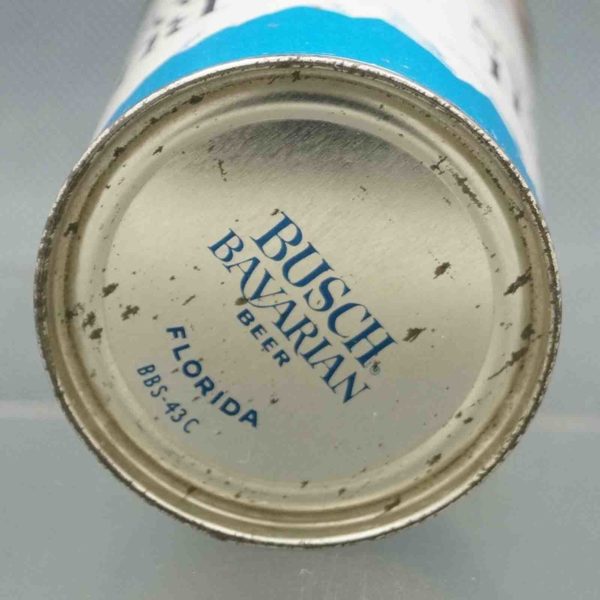 BUSCH®
BAVARIAN
BEER
FLORIDA
BBS-43C